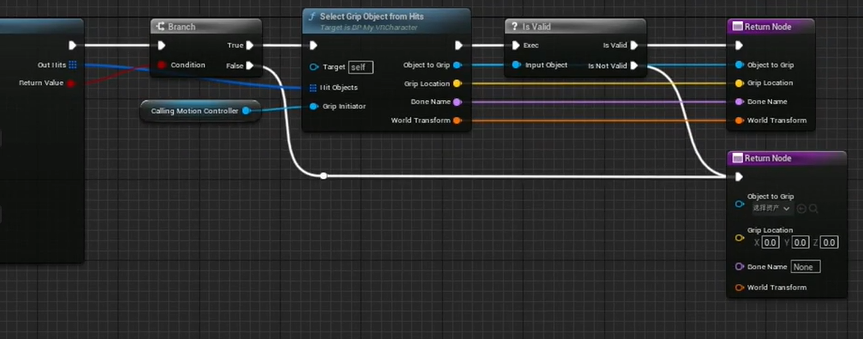 Out Hits
Return Value
Branch
Condition
True
False
Calling Motion Controller
f Select Grip Object from Hits
Target is BP My VRCharacter
Target self
Hit Objects
Grip Initiator
Object to Grip
Grip Location
Done Name
World Transform
? Is Valid
Exec
Input Object
Is Valid
Is Not Valid
Return Node
Object to Grip
Grip Location
Done Name
World Transform
Return Node
Object to Grip
选择资产
Grip Location
X 0.0 Y 0.0 Z 0.0
Done Name None
World Transform